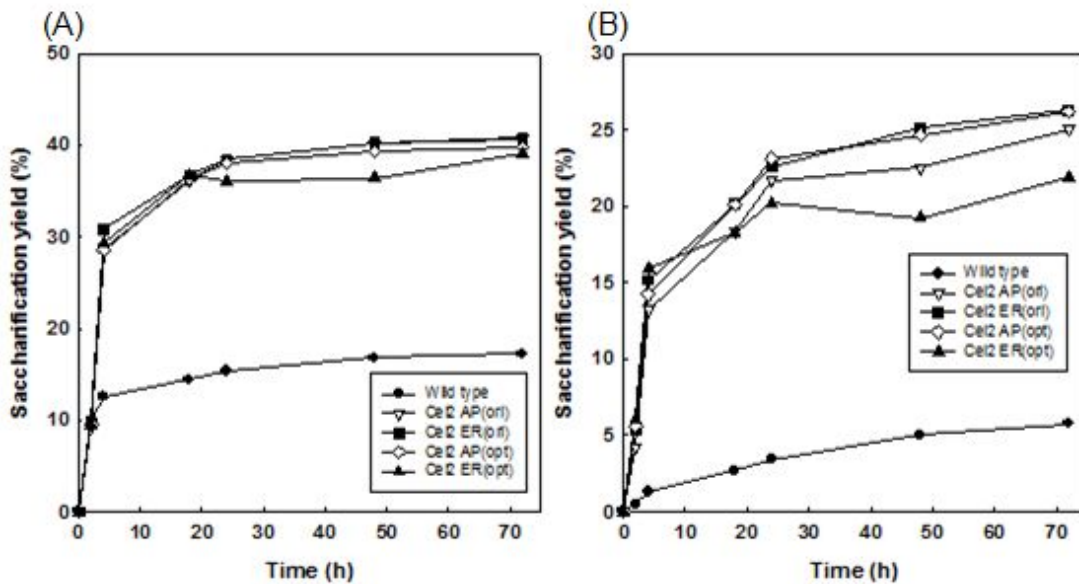 (A)
50
40
30
20
10
0
Saccharification yield (%)
Wild type
Cel2 AP(ori)
Cel2 ER(ori)
Cel2 AP(opt)
Cel2 ER(opt)
0 10 20 30 40 50 60 70
Time (h)
(B)
30
25
20
15
10
5
0
Saccharification yield (%)
Wild type
Cel2 AP(ori)
Cel2 ER(ori)
Cel2 AP(opt)
Cel2 ER(opt)
0 10 20 30 40 50 60 70
Time (h)